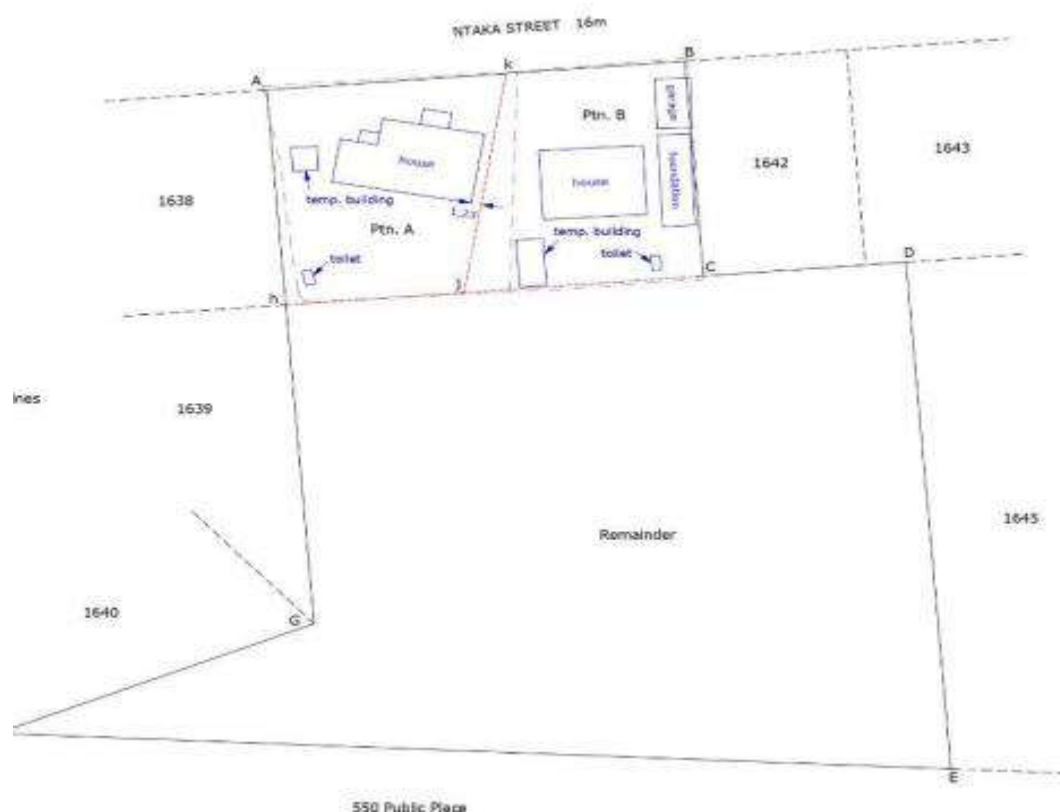 NTAKA STREET 16m
A
k
B
Ptn. B
garage
1642
1643
house
foundation
house
1638
temp. building
Ptn. A
temp. building
toilet
toilet
C
D
h
j
1639
1645
Remainder
1640
G
E
550 Public Place